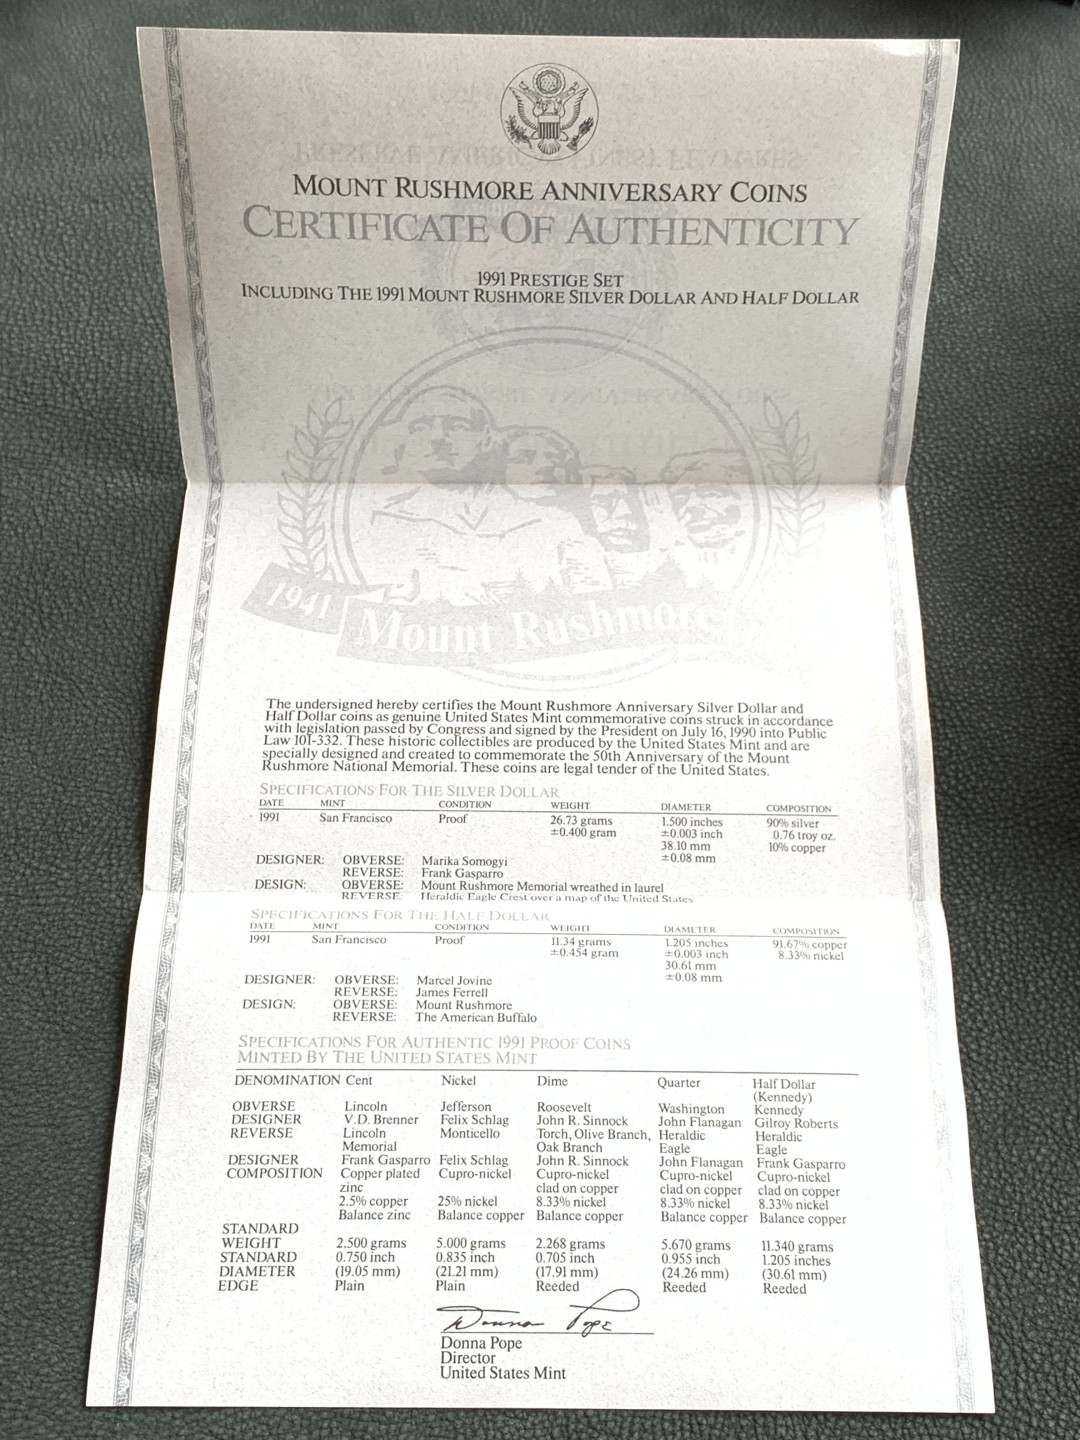 MOUNT RUSHMORE ANNIVERSARY COINS
CERTIFICATE OF AUTHENTICITY
1991 PRESTIGE SET
INCLUDING THE 1991 MOUNT RUSHMORE SILVER DOLLAR AND HALF DOLLAR
1941
Mount Rushmore
The undersigned hereby certifies the Mount Rushmore Anniversary Silver Dollar and
Half Dollar coins as genuine United States Mint commemorative coins struck in accordance
with legislation passed by Congress and signed by the President on July 16, 1990 into Public
Law 101-332. These historic collectibles are produced by the United States Mint and are
specially designed and created to commemorate the 50th Anniversary of the Mount
Rushmore National Memorial. These coins are legal tender of the United States.
SPECIFICATIONS FOR THE SILVER DOLLAR
DATE MINT CONDITION WEIGHT DIAMETER COMPOSITION
1991 San Francisco Proof 26.73 grams 1.500 inches 90% silver
±0.400 gram ±0.003 inch 0.76 troy oz.
38.10 mm 10% copper
±0.08 mm
DESIGNER: OBVERSE: Marika Somogyi
REVERSE: Frank Gasparro
DESIGN: OBVERSE: Mount Rushmore Memorial wreathed in laurel
REVERSE: Heraldic Eagle Crest over a map of the United States
SPECIFICATIONS FOR THE HALF DOLLAR
DATE MINT CONDITION WEIGHT DIAMETER COMPOSITION
1991 San Francisco Proof 11.34 grams 1.205 inches 91.67% copper
±0.454 gram ±0.003 inch 8.33% nickel
30.61 mm
±0.08 mm
DESIGNER: OBVERSE: Marcel Jovine
REVERSE: James Ferrell
DESIGN: OBVERSE: Mount Rushmore
REVERSE: The American Buffalo
SPECIFICATIONS FOR AUTHENTIC 1991 PROOF COINS
MINTED BY THE UNITED STATES MINT
DENOMINATION Cent Nickel Dime Quarter Half Dollar
(Kennedy)
OBVERSE Lincoln Jefferson Roosevelt Washington Kennedy
DESIGNER V.D. Brenner Felix Schlag John R. Sinnock John Flanagan Gilroy Roberts
REVERSE Lincoln Monticello Torch, Olive Branch, Heraldic Heraldic
Memorial Oak Branch Eagle Eagle
DESIGNER Frank Gasparro Felix Schlag John R. Sinnock John Flanagan Frank Gasparro
COMPOSITION Copper plated Cupro-nickel Cupro-nickel Cupro-nickel Cupro-nickel
zinc clad on copper clad on copper clad on copper
2.5% copper 25% nickel 8.33% nickel 8.33% nickel 8.33% nickel
Balance zinc Balance copper Balance copper Balance copper Balance copper
STANDARD
WEIGHT 2.500 grams 5.000 grams 2.268 grams 5.670 grams 11.340 grams
STANDARD 0.750 inch 0.835 inch 0.705 inch 0.955 inch 1.205 inches
DIAMETER (19.05 mm) (21.21 mm) (17.91 mm) (24.26 mm) (30.61 mm)
EDGE Plain Plain Reeded Reeded Reeded
Donna Pope
Donna Pope
Director
United States Mint